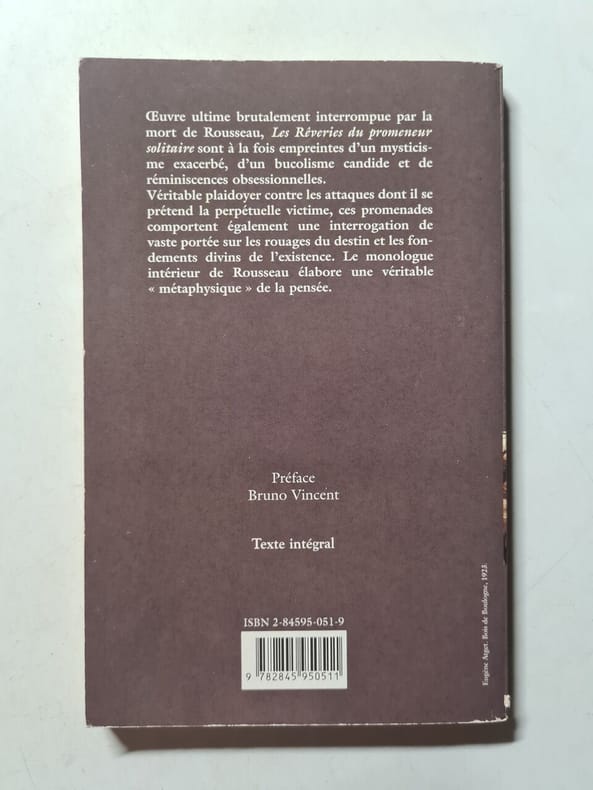 Œuvre ultime brutalement interrompue par la
mort de Rousseau, Les Rêveries du promeneur
solitaire sont à la fois empreintes d'un mysticis-
me exacerbé, d'un bucolisme candide et de
réminiscences obsessionnelles.
Véritable plaidoyer contre les attaques dont il se
prétend la perpétuelle victime, ces promenades
comportent également une interrogation de
vaste portée sur les rouages du destin et les fon-
dements divins de l'existence. Le monologue
intérieur de Rousseau élabore une véritable
« métaphysique » de la pensée.
Préface
Bruno Vincent
Texte intégral
ISBN 2-84595-051-9
9 782845 950511
Eugène Atget. Bois de Boulogne, 1923.